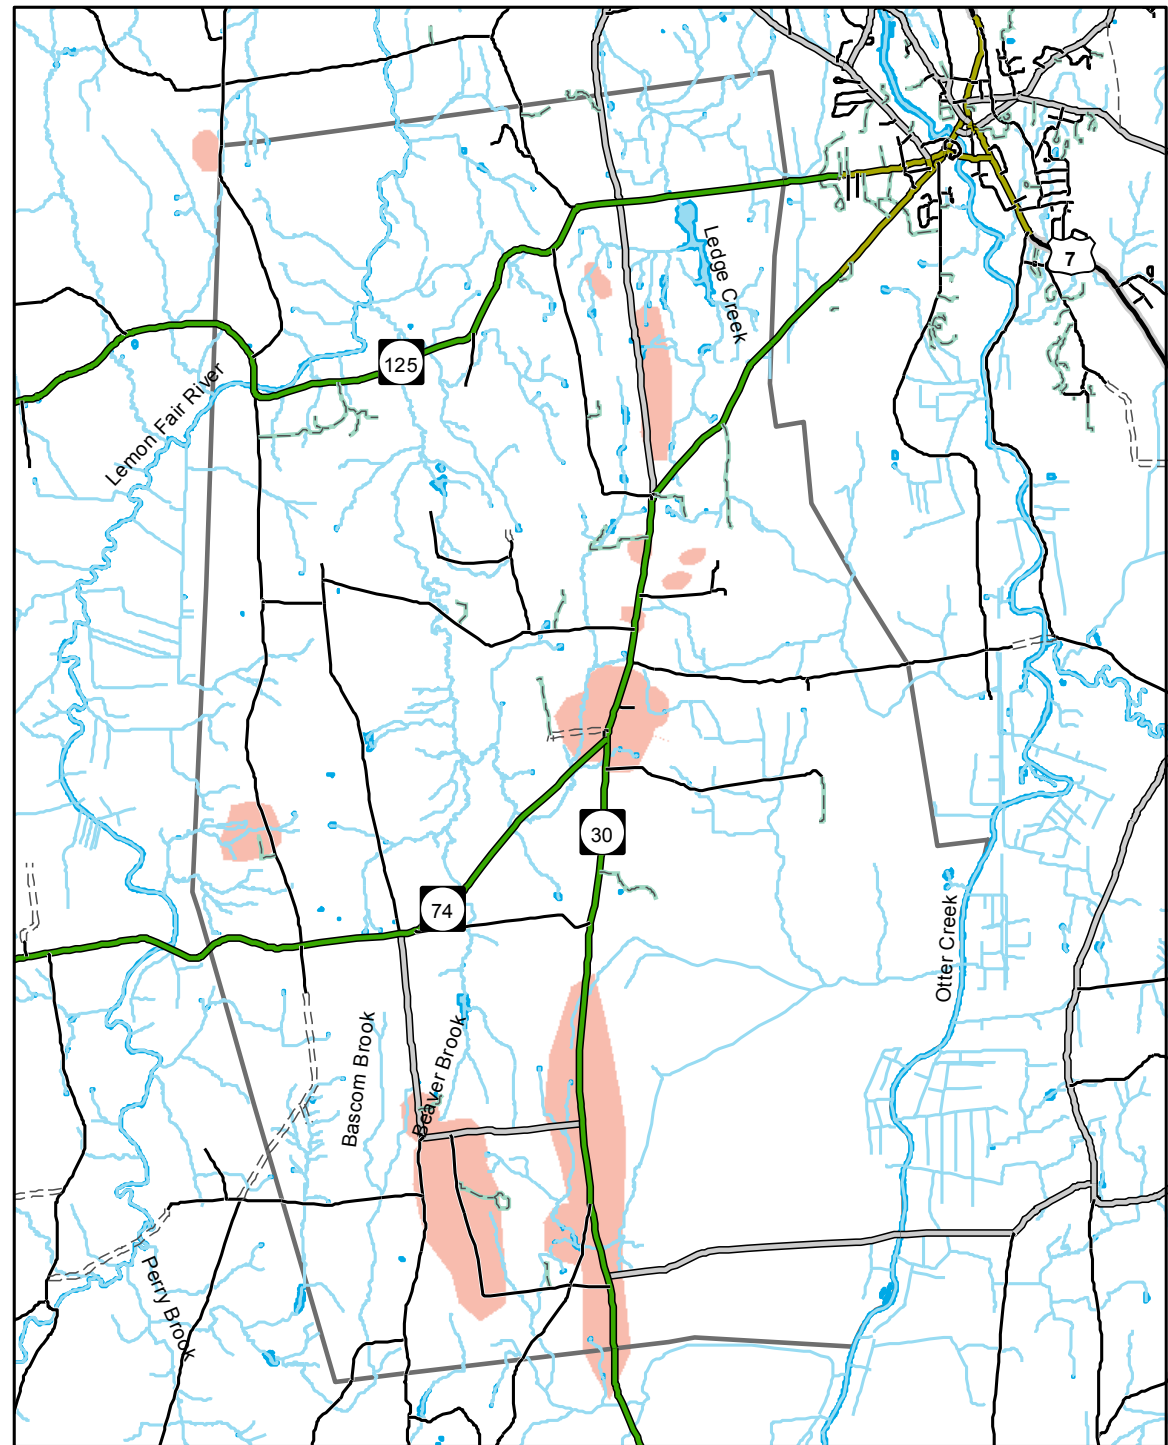 7
Ledge Creek
125
Lemon Fair River
30
74
Otter Creek
Bascom Brook
Beaver Brook
Perry Brook